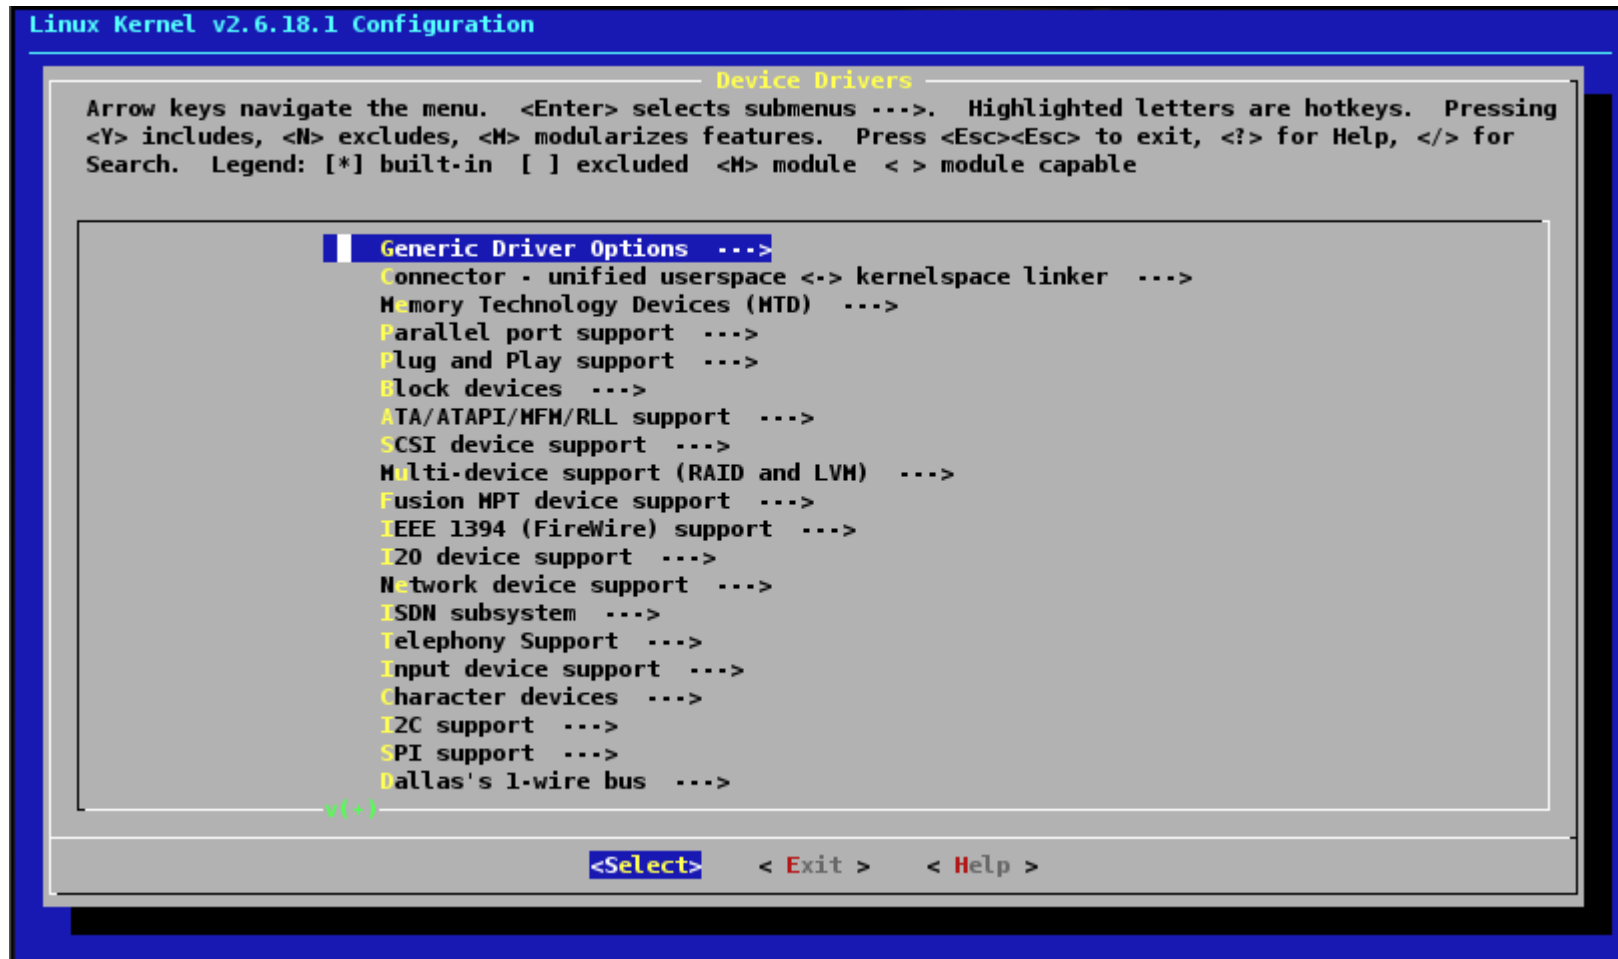 Linux Kernel v2.6.18.1 Configuration
Device Drivers
Arrow keys navigate the menu.  <Enter> selects submenus --->.  Highlighted letters are hotkeys.  Pressing
<Y> includes, <N> excludes, <M> modularizes features.  Press <Esc><Esc> to exit, <?> for Help, </> for
Search.  Legend: [*] built-in  [ ] excluded  <M> module  < > module capable
Generic Driver Options  --->
Connector - unified userspace <-> kernelspace linker  --->
Memory Technology Devices (MTD)  --->
Parallel port support  --->
Plug and Play support  --->
Block devices  --->
ATA/ATAPI/MFM/RLL support  --->
SCSI device support  --->
Multi-device support (RAID and LVM)  --->
Fusion MPT device support  --->
IEEE 1394 (FireWire) support  --->
I2O device support  --->
Network device support  --->
ISDN subsystem  --->
Telephony Support  --->
Input device support  --->
Character devices  --->
I2C support  --->
SPI support  --->
Dallas's 1-wire bus  --->
v(+)
<Select>    < Exit >    < Help >